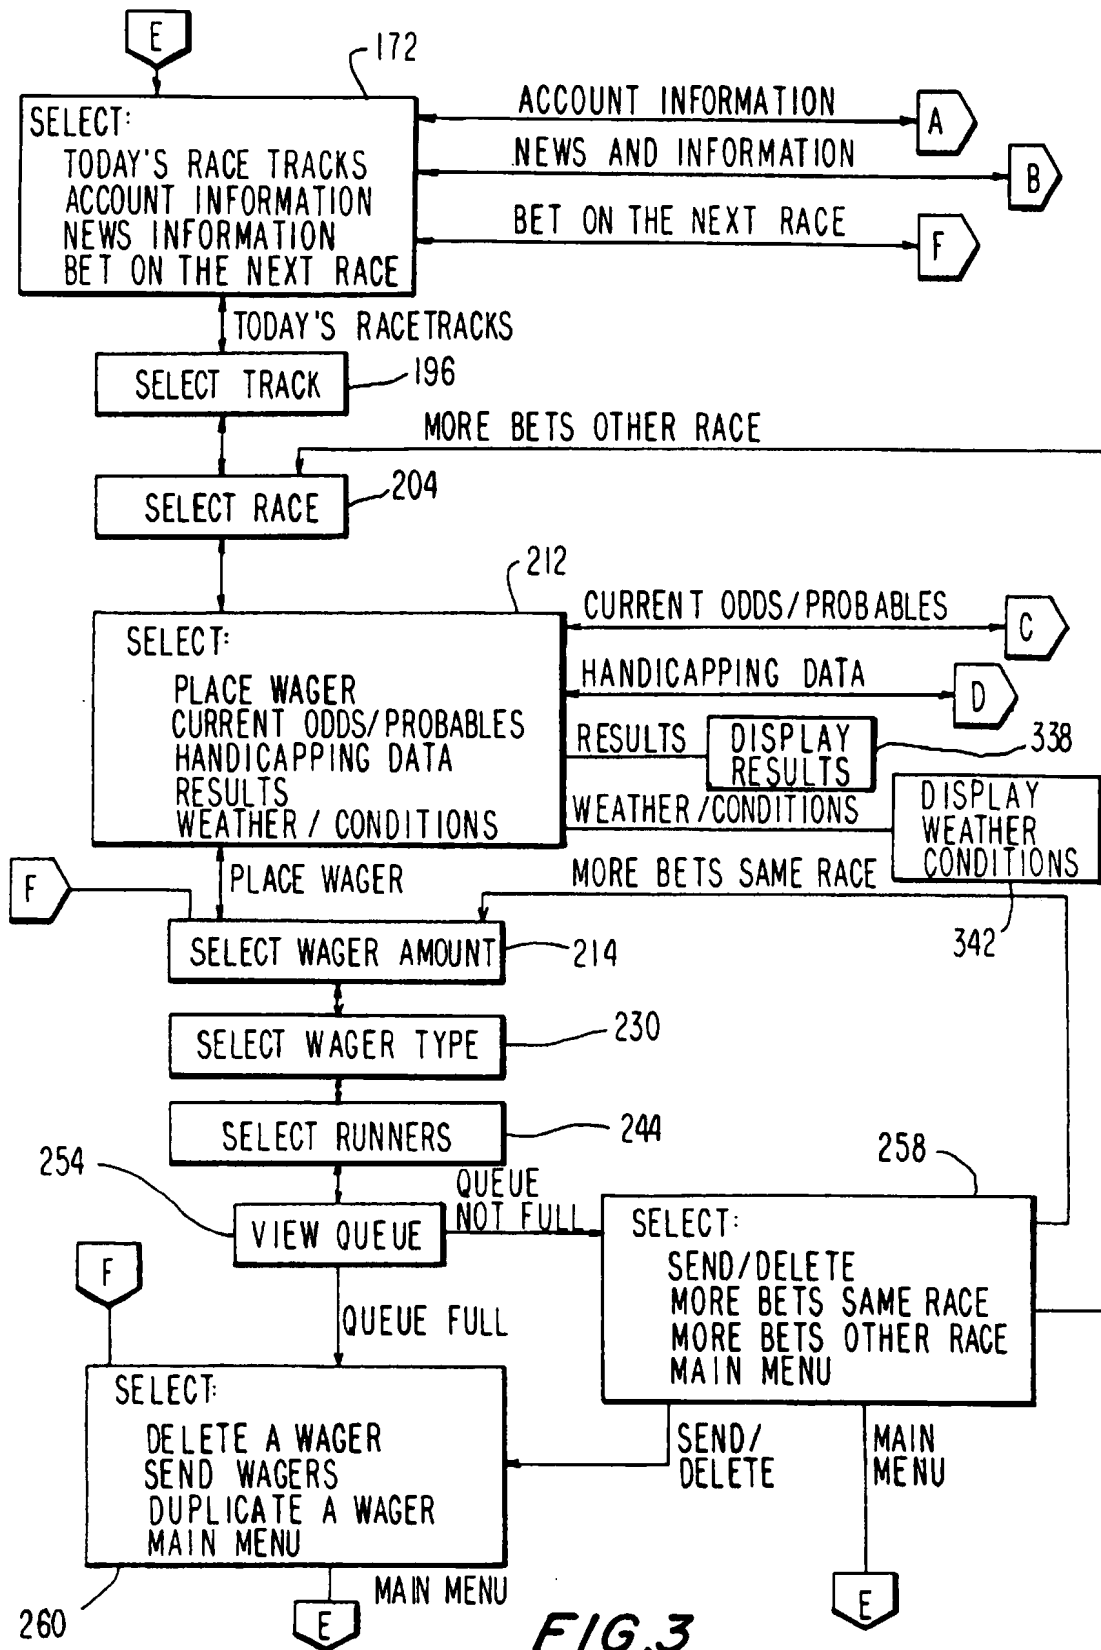 E
172
SELECT:
TODAY'S RACE TRACKS
ACCOUNT INFORMATION
NEWS INFORMATION
BET ON THE NEXT RACE
ACCOUNT INFORMATION
A
NEWS AND INFORMATION
B
BET ON THE NEXT RACE
F
TODAY'S RACETRACKS
SELECT TRACK
196
MORE BETS OTHER RACE
SELECT RACE
204
212
SELECT:
PLACE WAGER
CURRENT ODDS/PROBABLES
HANDICAPPING DATA
RESULTS
WEATHER / CONDITIONS
CURRENT ODDS/PROBABLES
C
HANDICAPPING DATA
D
RESULTS
DISPLAY
RESULTS
338
WEATHER/CONDITIONS
DISPLAY
WEATHER
CONDITIONS
342
F
PLACE WAGER
MORE BETS SAME RACE
SELECT WAGER AMOUNT
214
SELECT WAGER TYPE
230
SELECT RUNNERS
244
254
VIEW QUEUE
QUEUE
NOT FULL
258
SELECT:
SEND/DELETE
MORE BETS SAME RACE
MORE BETS OTHER RACE
MAIN MENU
F
QUEUE FULL
SELECT:
DELETE A WAGER
SEND WAGERS
DUPLICATE A WAGER
MAIN MENU
SEND/
DELETE
MAIN
MENU
260
MAIN MENU
E
E
FIG.3